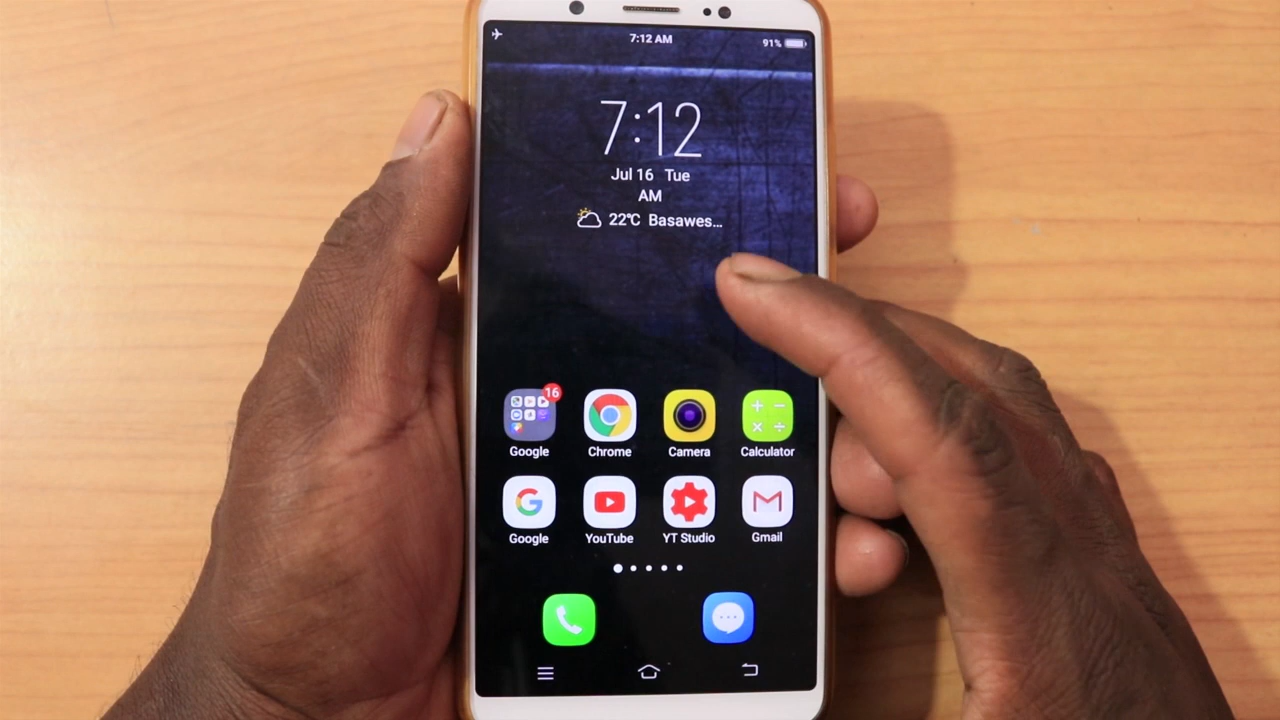 7:12 AM
91%
7:12
Jul 16 Tue
AM
22℃ Basawes...
16
Google
Chrome
Camera
Calculator
Google
YouTube
YT Studio
Gmail